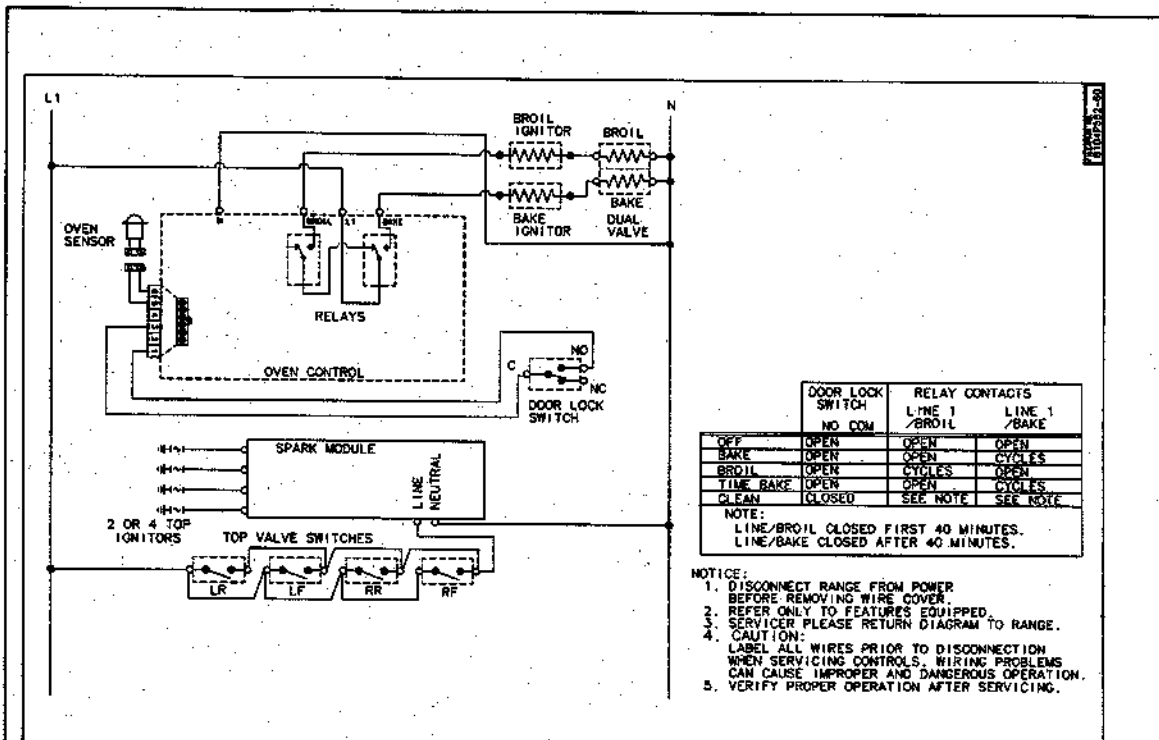 L1
N
BROIL
IGNITOR
BROIL
BAKE
IGNITOR
BAKE
DUAL
VALVE
OVEN
SENSOR
N
BROIL
L1
BAKE
RELAYS
OVEN CONTROL
C
NO
NC
DOOR LOCK
SWITCH
SPARK MODULE
LINE
NEUTRAL
2 OR 4 TOP
IGNITORS
TOP VALVE SWITCHES
LR
LF
RR
RF
DOOR LOCK SWITCH
NO COM
RELAY CONTACTS
LINE 1 /BROIL
LINE 1 /BAKE
OFF OPEN OPEN OPEN
BAKE OPEN OPEN CYCLES
BROIL OPEN CYCLES OPEN
TIME BAKE OPEN OPEN CYCLES
CLEAN CLOSED SEE NOTE SEE NOTE
NOTE:
LINE/BROIL CLOSED FIRST 40 MINUTES.
LINE/BAKE CLOSED AFTER 40 MINUTES.
NOTICE:
1. DISCONNECT RANGE FROM POWER
BEFORE REMOVING WIRE COVER.
2. REFER ONLY TO FEATURES EQUIPPED.
3. SERVICER PLEASE RETURN DIAGRAM TO RANGE.
4. CAUTION:
LABEL ALL WIRES PRIOR TO DISCONNECTION
WHEN SERVICING CONTROLS. WIRING PROBLEMS
CAN CAUSE IMPROPER AND DANGEROUS OPERATION.
5. VERIFY PROPER OPERATION AFTER SERVICING.